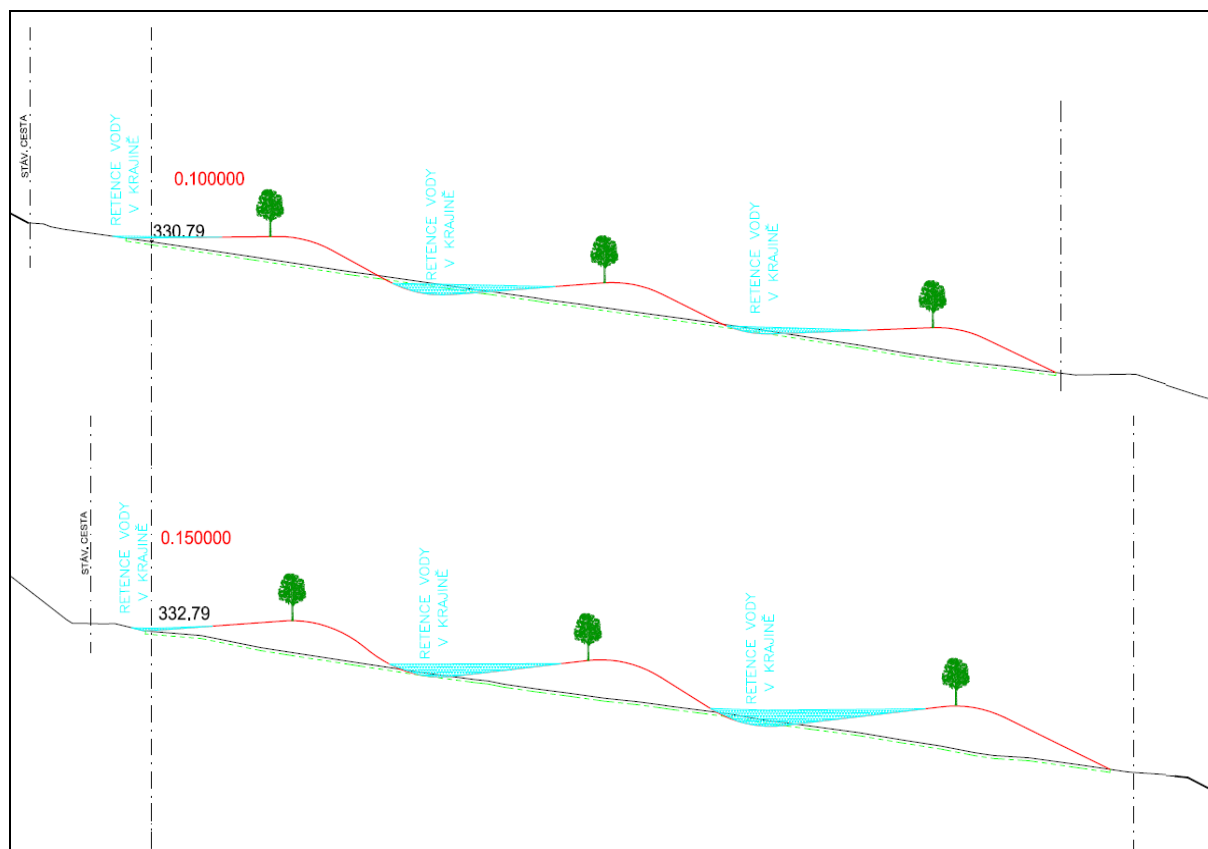 STÁV. CESTA
RETENCE VODY
V KRAJINĚ
0.100000
330.79
RETENCE VODY
V KRAJINĚ
RETENCE VODY
V KRAJINĚ
STÁV. CESTA
RETENCE VODY
V KRAJINĚ
0.150000
332.79
RETENCE VODY
V KRAJINĚ
RETENCE VODY
V KRAJINĚ